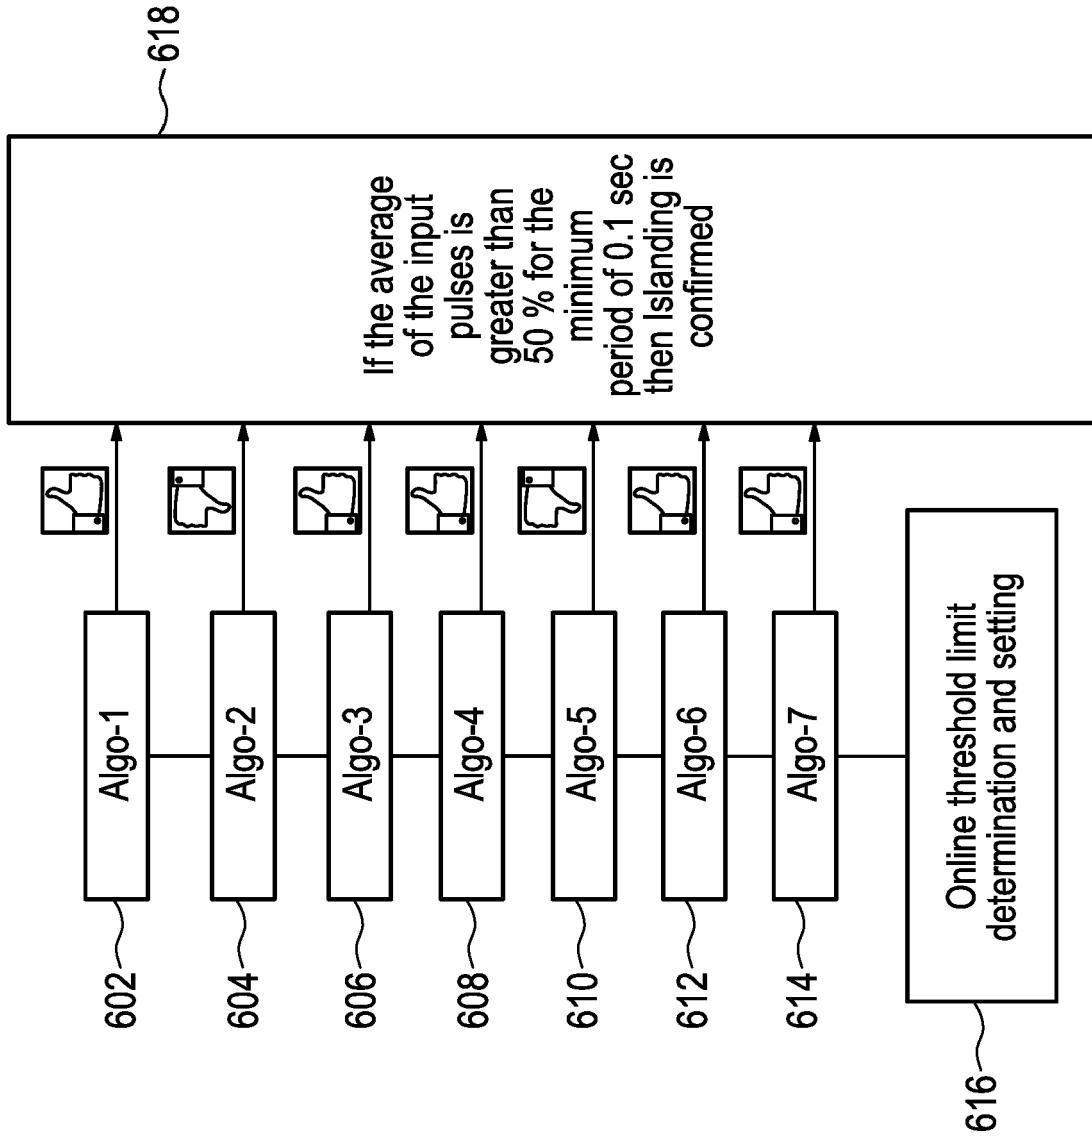 602
Algo-1
604
Algo-2
606
Algo-3
608
Algo-4
610
Algo-5
612
Algo-6
614
Algo-7
616
Online threshold limit
determination and setting
618
If the average
of the input
pulses is
greater than
50 % for the
minimum
period of 0.1 sec
then Islanding is
confirmed